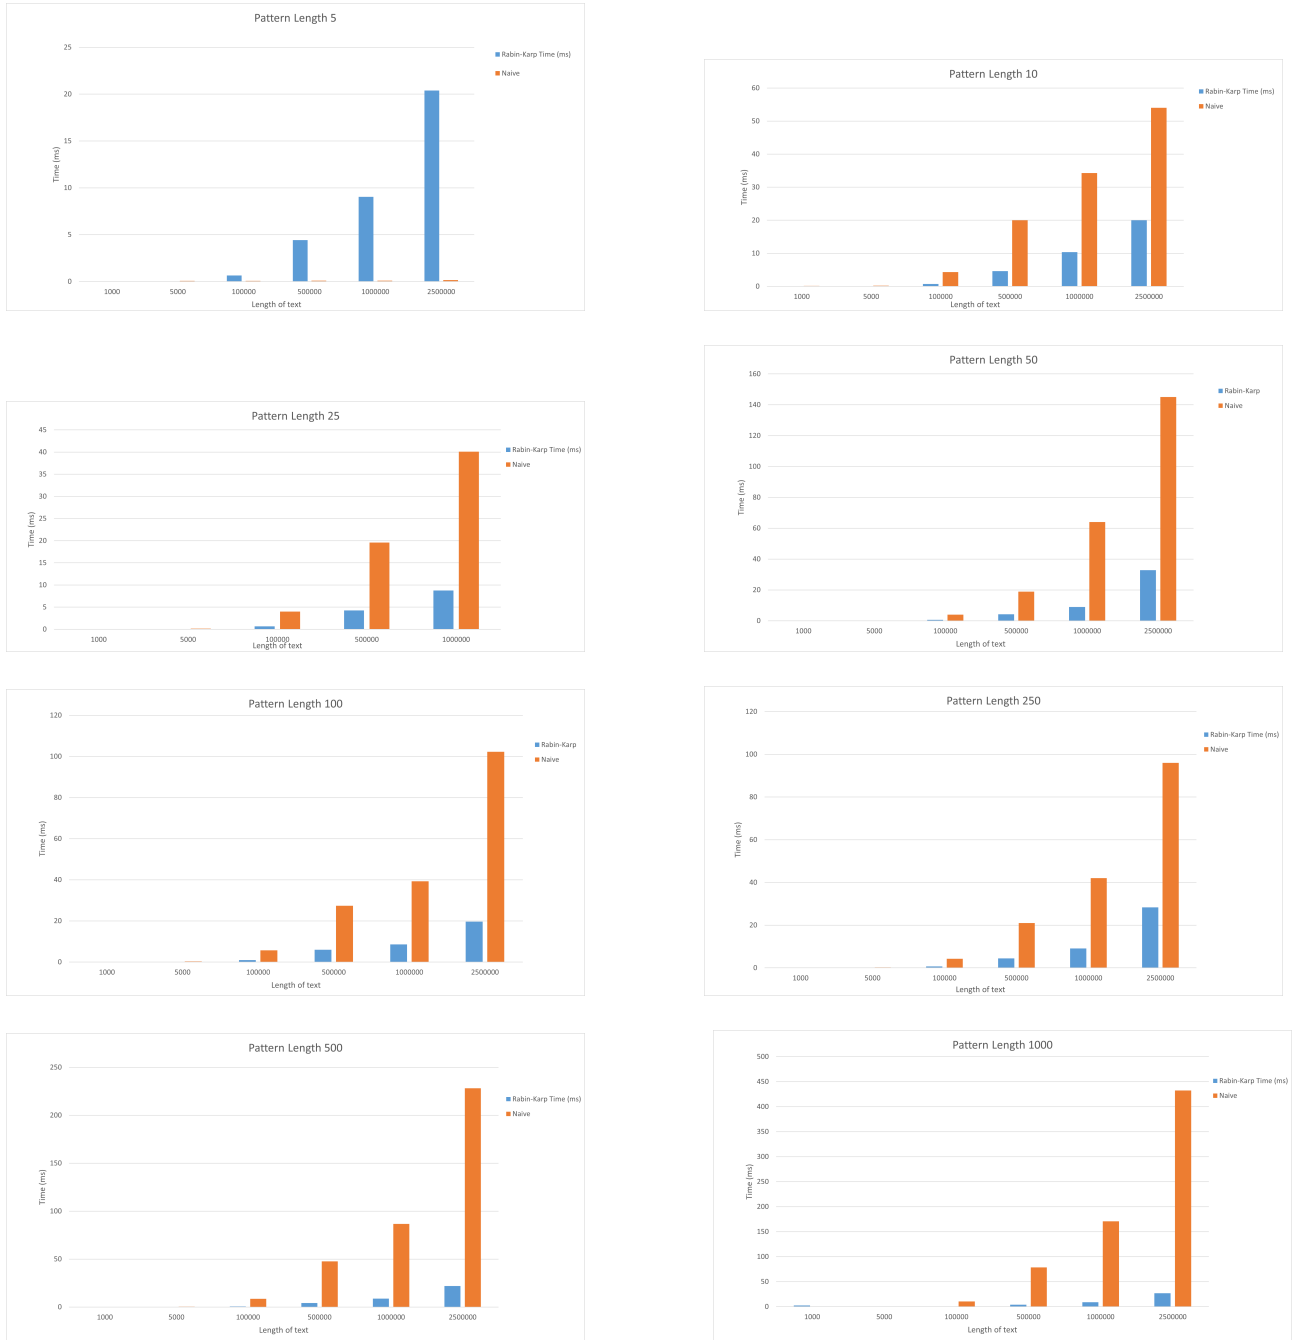 Pattern Length 5
25
20
15
10
5
0
Time (ms)
1000 5000 100000 500000 1000000 2500000
Length of text
Rabin-Karp Time (ms)
Naive
Pattern Length 10
60
50
40
30
20
10
0
Time (ms)
1000 5000 100000 500000 1000000 2500000
Length of text
Rabin-Karp Time (ms)
Naive
Pattern Length 25
45
40
35
30
25
20
15
10
5
0
Time (ms)
1000 5000 100000 500000 1000000
Length of text
Rabin-Karp Time (ms)
Naive
Pattern Length 50
160
140
120
100
80
60
40
20
0
Time (ms)
1000 5000 100000 500000 1000000 2500000
Length of text
Rabin-Karp
Naive
Pattern Length 100
120
100
80
60
40
20
0
Time (ms)
1000 5000 100000 500000 1000000 2500000
Length of text
Rabin-Karp
Naive
Pattern Length 250
120
100
80
60
40
20
0
Time (ms)
1000 5000 100000 500000 1000000 2500000
Length of text
Rabin-Karp Time (ms)
Naive
Pattern Length 500
250
200
150
100
50
0
Time (ms)
1000 5000 100000 500000 1000000 2500000
Length of text
Rabin-Karp Time (ms)
Naive
Pattern Length 1000
500
450
400
350
300
250
200
150
100
50
0
Time (ms)
1000 5000 100000 500000 1000000 2500000
Length of text
Rabin-Karp Time (ms)
Naive